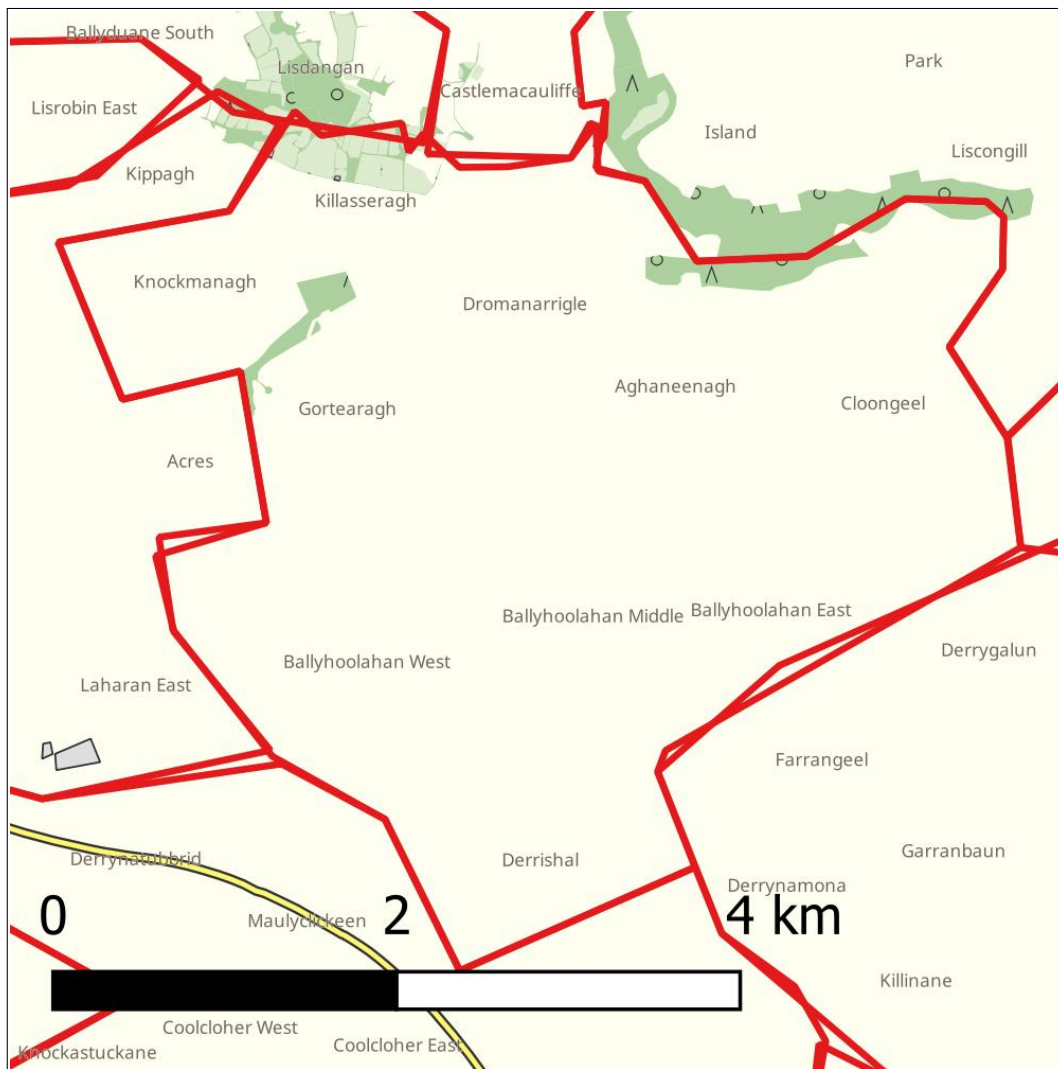 Ballyduane South
Lisdangan
Park
Castlemacauliffe
Lisrobin East
Island
Liscongill
Kippagh
Killasseragh
Knockmanagh
Dromanarrigle
Aghaneenagh
Cloongeel
Gortearagh
Acres
Ballyhoolahan Middle
Ballyhoolahan East
Derrygalun
Ballyhoolahan West
Laharan East
Farrangeel
Derrynatubbrid
Derrishal
Garranbaun
Derrynamona
0 2 4 km
Maulyclickeen
Killinane
Coolcloher West
Coolcloher East
Knockastuckane